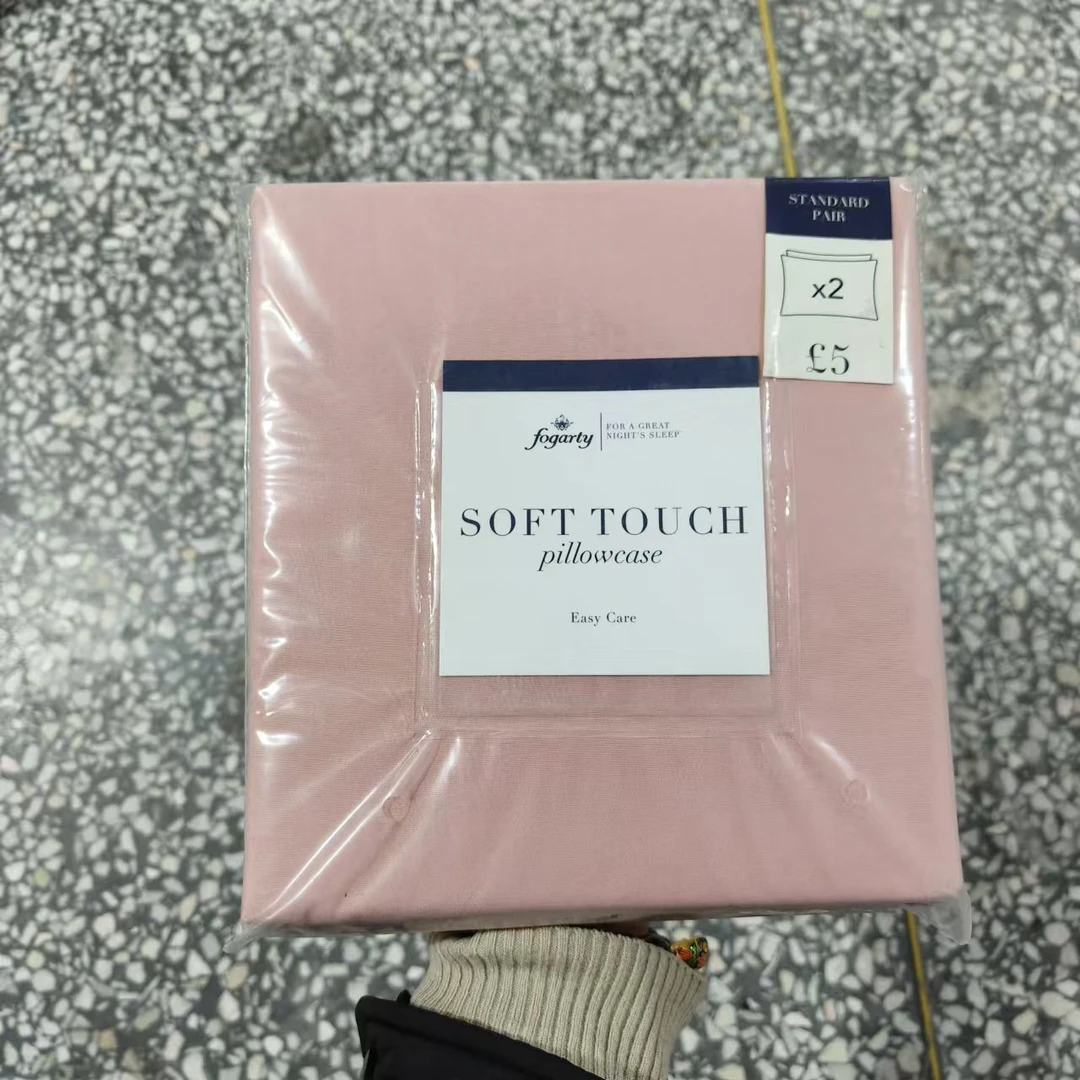 STANDARD
PAIR
x2
£5
fogarty
FOR A GREAT
NIGHT'S SLEEP
SOFT TOUCH
pillowcase
Easy Care